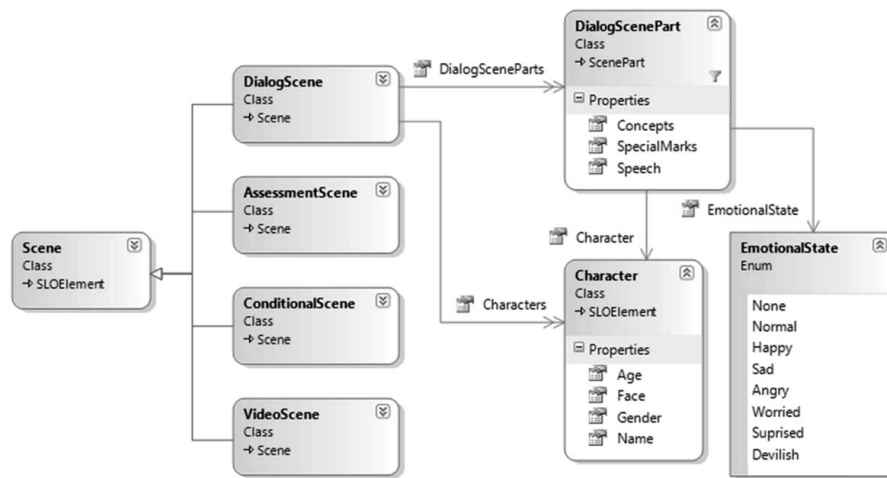 Scene
Class
SLOElement
DialogScene
Class
Scene
AssessmentScene
Class
Scene
ConditionalScene
Class
Scene
VideoScene
Class
Scene
DialogSceneParts
Characters
DialogScenePart
Class
ScenePart
Properties
Concepts
SpecialMarks
Speech
Character
EmotionalState
Character
Class
SLOElement
Properties
Age
Face
Gender
Name
EmotionalState
Enum
None
Normal
Happy
Sad
Angry
Worried
Suprised
Devilish